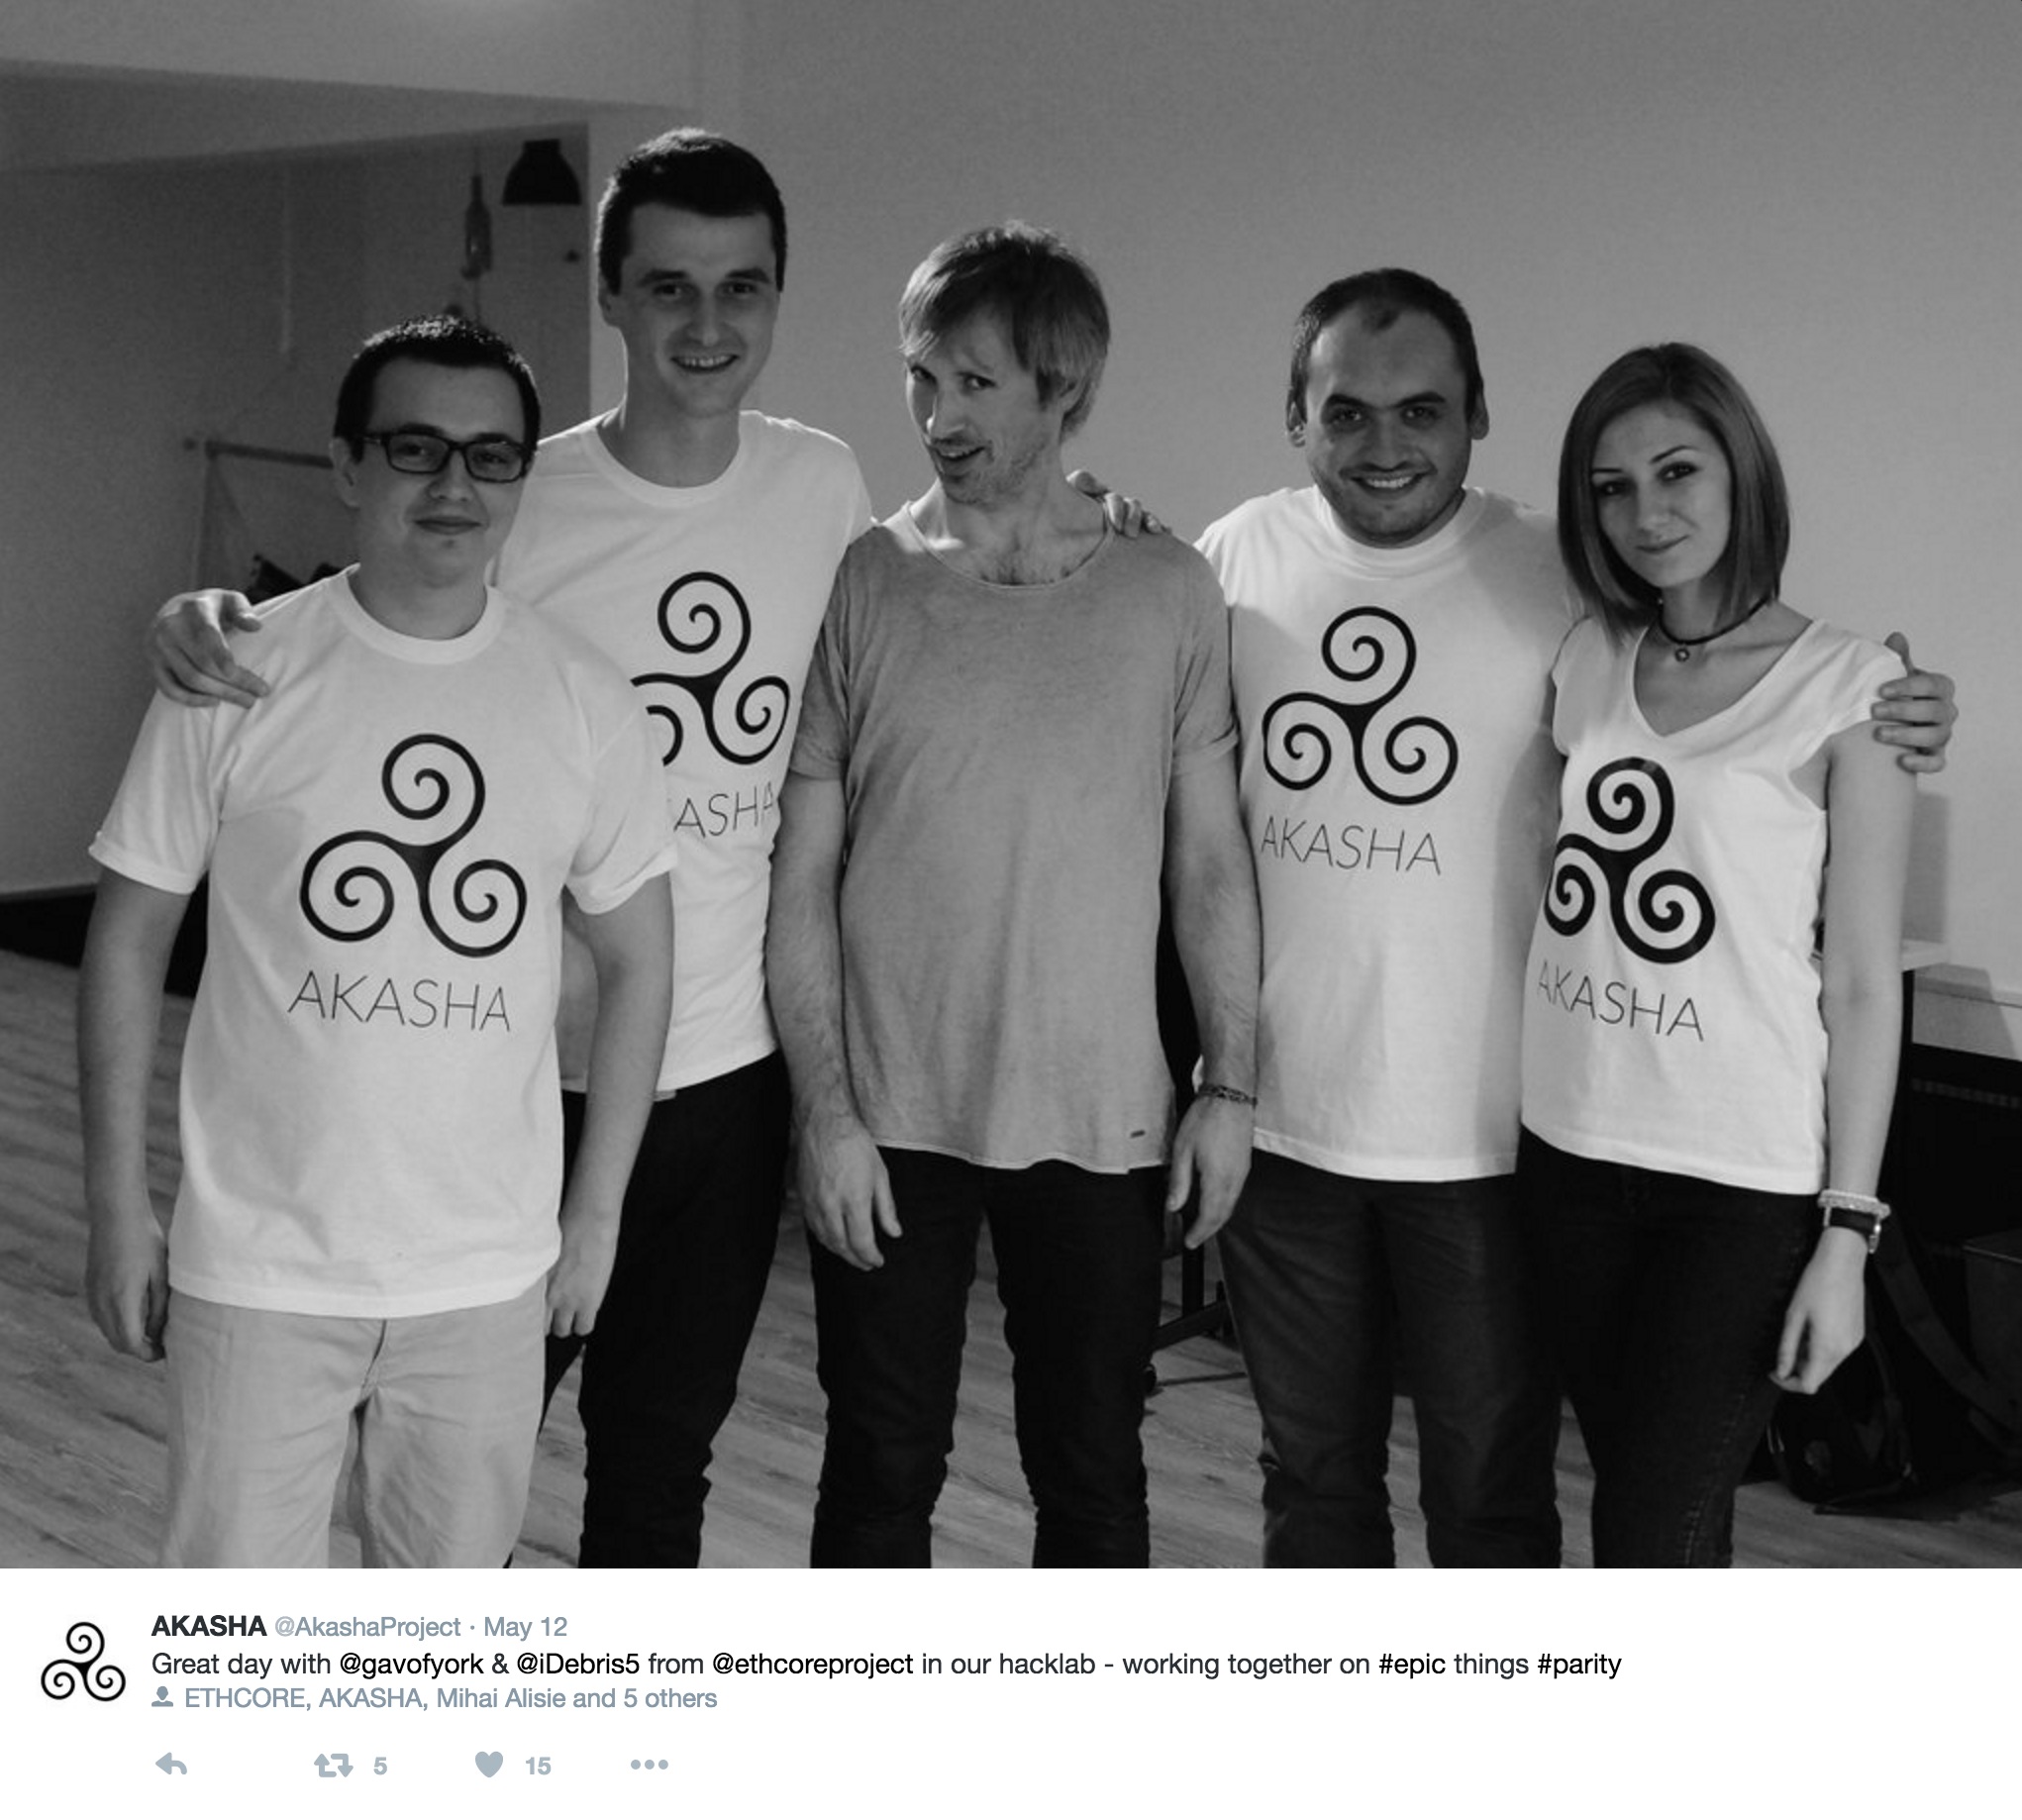 ASHA
AKASHA
AKASHA
AKASHA
AKASHA @AkashaProject · May 12
Great day with @gavofyork & @iDebris5 from @ethcoreproject in our hacklab - working together on #epic things #parity
ETHCORE, AKASHA, Mihai Alisie and 5 others
5 15